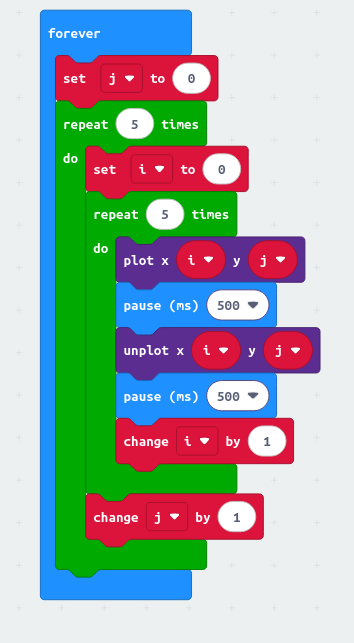 forever
set j to 0
repeat 5 times
do
set i to 0
repeat 5 times
do
plot x i y j
pause (ms) 500
unplot x i y j
pause (ms) 500
change i by 1
change j by 1